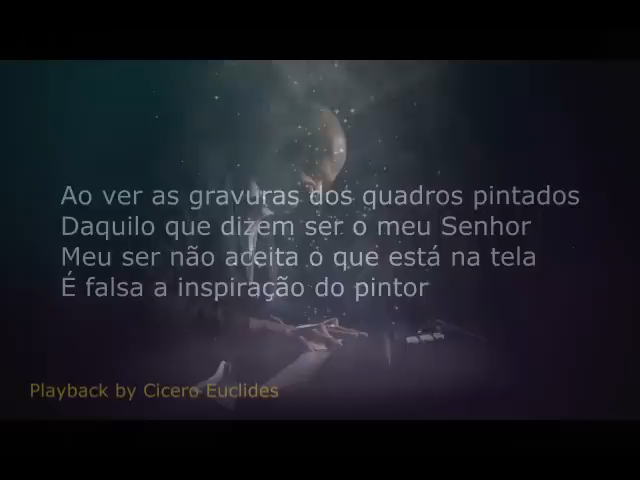 Ao ver as gravuras dos quadros pintados
Daquilo que dizem ser o meu Senhor
Meu ser não aceita o que está na tela
É falsa a inspiração do pintor
Playback by Cicero Euclides